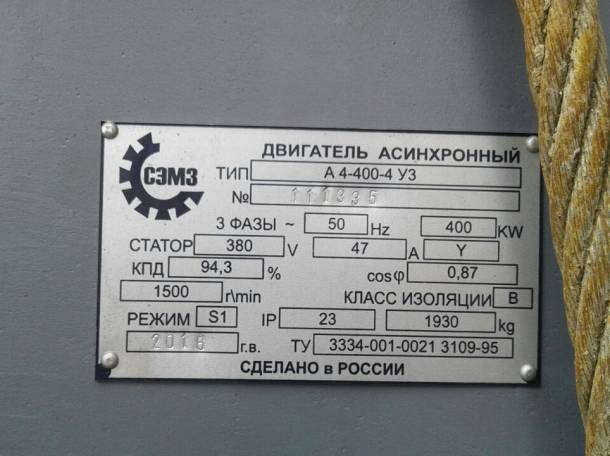 СЭМЗ
ДВИГАТЕЛЬ АСИНХРОННЫЙ
ТИП А 4-400-4 У3
№ 111335
3 ФАЗЫ ~ 50 Hz 400 KW
СТАТОР 380 V 47 A Y
КПД 94,3 % cosφ 0,87
1500 r\min КЛАСС ИЗОЛЯЦИИ В
РЕЖИМ S1 IP 23 1930 kg
2018 г.в. ТУ 3334-001-0021 3109-95
СДЕЛАНО в РОССИИ